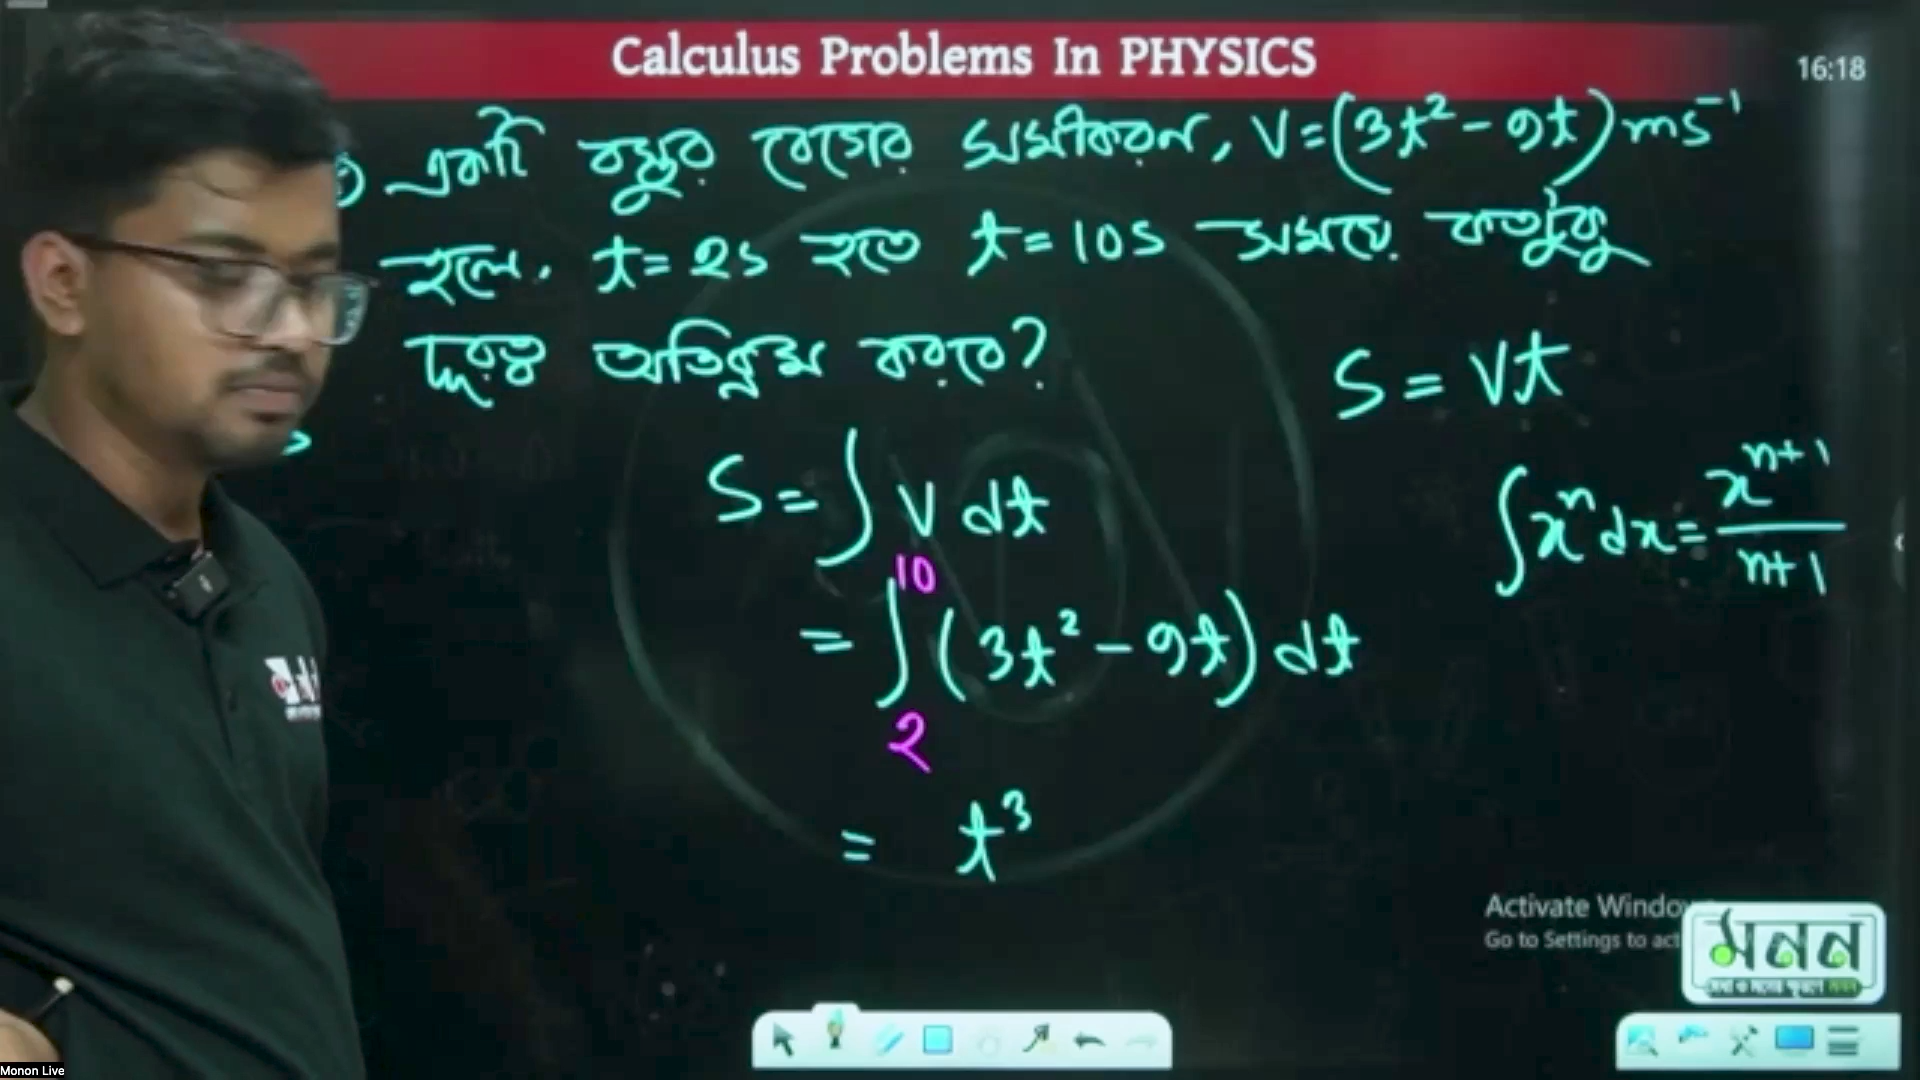 Calculus Problems In PHYSICS
16:18
একটি বস্তুর বেগের সমীকরণ, V = (3t² - 9t) ms⁻¹
হলে, t = 2s হতে t = 10s সময়ে কতটুকু
দূরত্ব অতিক্রম করবে?
S = Vt
S = ∫ V dt
∫xⁿdx = xⁿ⁺¹/n+1
= ∫₂¹⁰ (3t² - 9t) dt
= t³
Activate Windo
Go to Settings to act
মনন
Monon Live